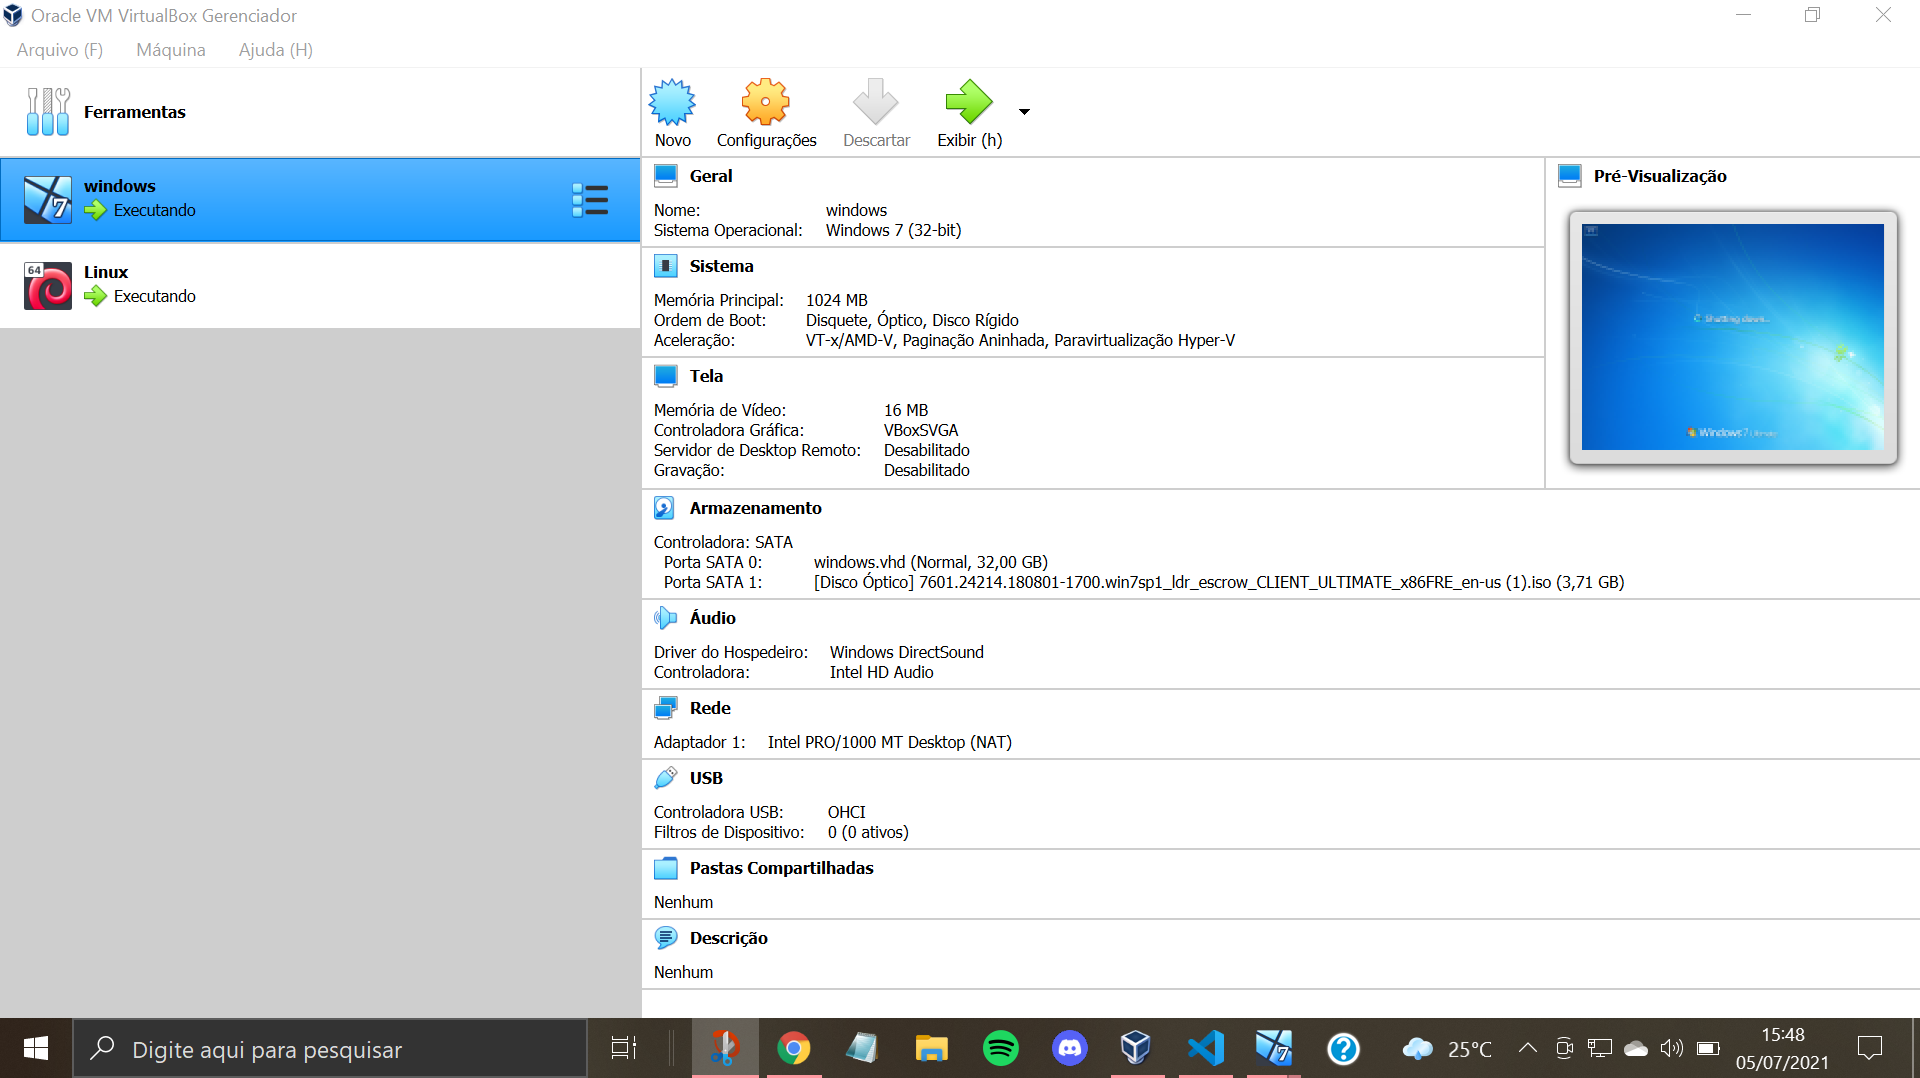 Oracle VM VirtualBox Gerenciador
Arquivo (F) Máquina Ajuda (H)
Ferramentas
windows
Executando
64
Linux
Executando
Novo Configurações Descartar Exibir (h)
Geral
Nome: windows
Sistema Operacional: Windows 7 (32-bit)
Pré-Visualização
Shutting down...
Windows 7
Sistema
Memória Principal: 1024 MB
Ordem de Boot: Disquete, Óptico, Disco Rígido
Aceleração: VT-x/AMD-V, Paginação Aninhada, Paravirtualização Hyper-V
Tela
Memória de Vídeo: 16 MB
Controladora Gráfica: VBoxSVGA
Servidor de Desktop Remoto: Desabilitado
Gravação: Desabilitado
Armazenamento
Controladora: SATA
Porta SATA 0: windows.vhd (Normal, 32,00 GB)
Porta SATA 1: [Disco Óptico] 7601.24214.180801-1700.win7sp1_ldr_escrow_CLIENT_ULTIMATE_x86FRE_en-us (1).iso (3,71 GB)
Áudio
Driver do Hospedeiro: Windows DirectSound
Controladora: Intel HD Audio
Rede
Adaptador 1: Intel PRO/1000 MT Desktop (NAT)
USB
Controladora USB: OHCI
Filtros de Dispositivo: 0 (0 ativos)
Pastas Compartilhadas
Nenhum
Descrição
Nenhum
Digite aqui para pesquisar
25°C
15:48
05/07/2021